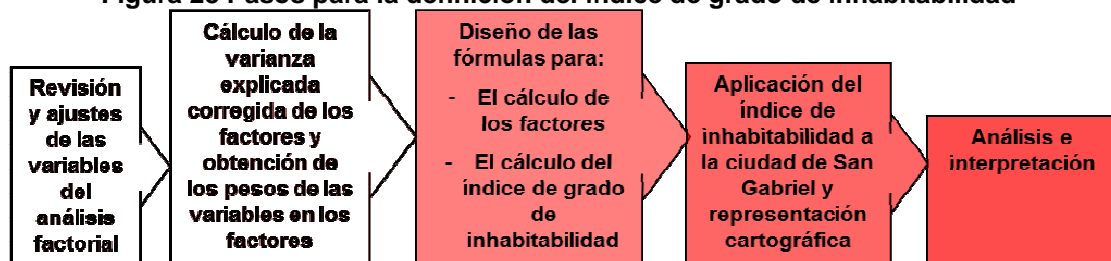 Figura 28 Pasos para la definición del índice de grado de inhabitabilidad
Revisión
y ajustes
de las
variables
del
análisis
factorial
Cálculo de la
varianza
explicada
corregida de los
factores y
obtención de
los pesos de las
variables en los
factores
Diseño de las
fórmulas para:
- El cálculo de
los factores
- El cálculo del
índice de grado
de
inhabitabilidad
Aplicación del
índice de
inhabitabilidad a
la ciudad de San
Gabriel y
representación
cartográfica
Análisis e
interpretación